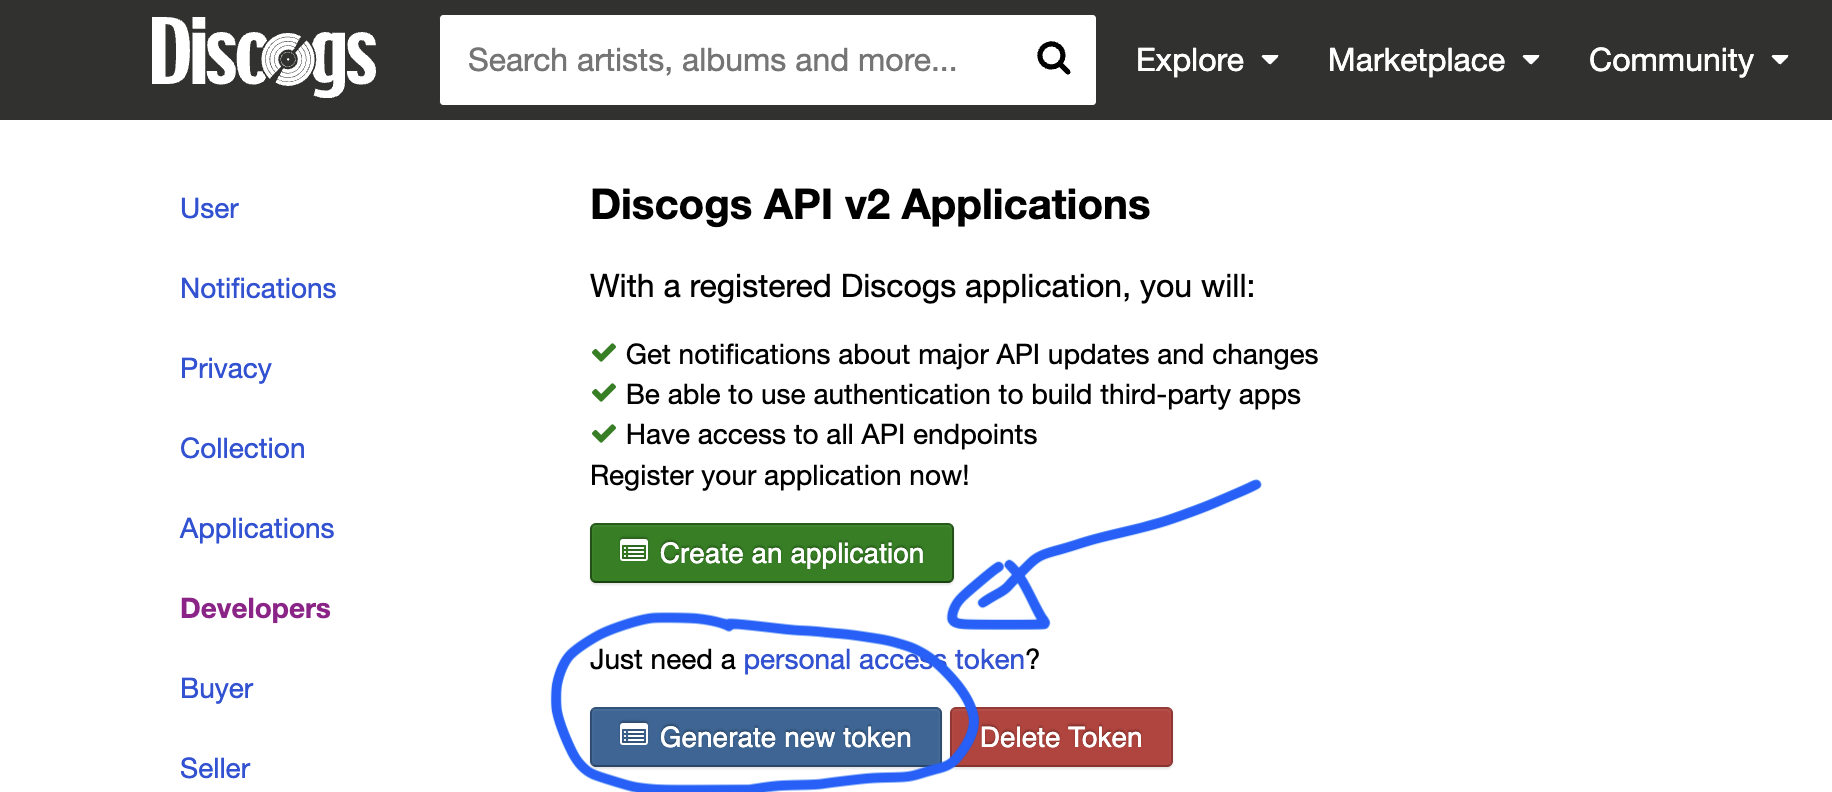 Discogs
Search artists, albums and more...
Explore
Marketplace
Community
User
Notifications
Privacy
Collection
Applications
Developers
Buyer
Seller
Discogs API v2 Applications
With a registered Discogs application, you will:
Get notifications about major API updates and changes
Be able to use authentication to build third-party apps
Have access to all API endpoints
Register your application now!
Create an application
Just need a personal access token?
Generate new token
Delete Token